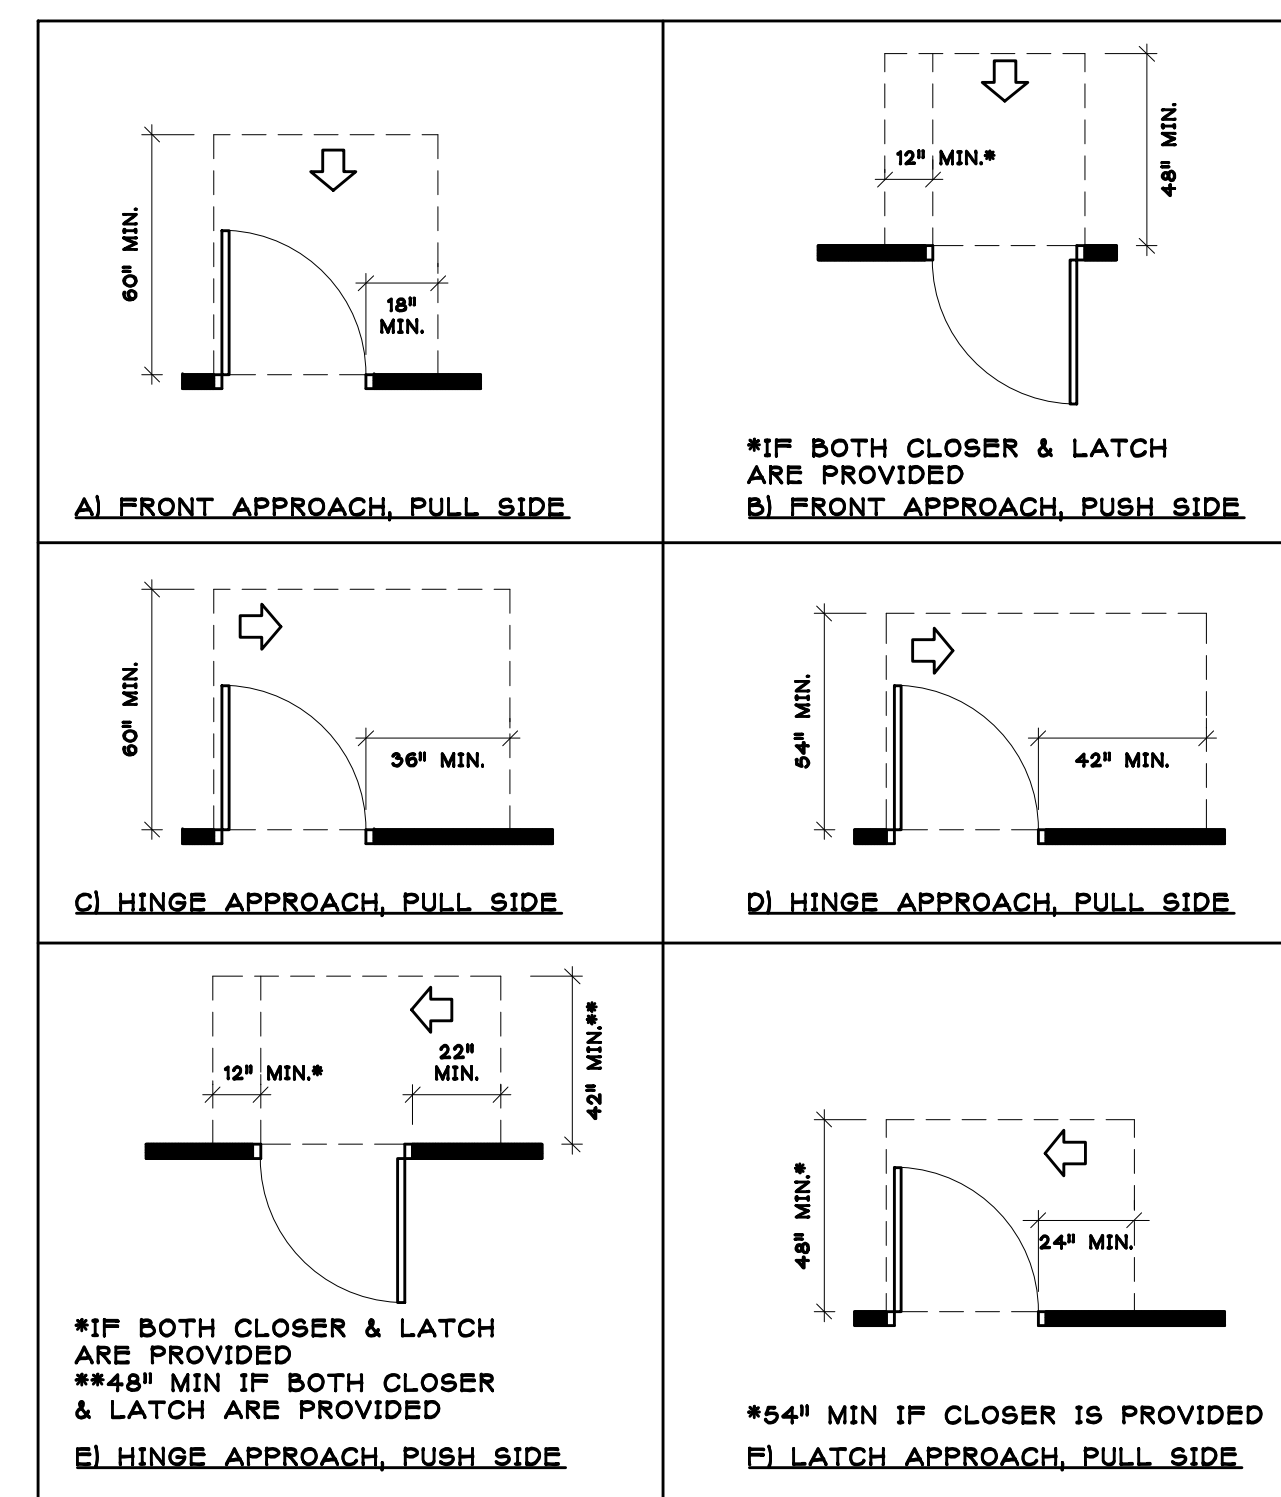 60" MIN.
18"
MIN.
A) FRONT APPROACH, PULL SIDE
12" MIN.*
48" MIN.
*IF BOTH CLOSER & LATCH
ARE PROVIDED
B) FRONT APPROACH, PUSH SIDE
60" MIN.
36" MIN.
C) HINGE APPROACH, PULL SIDE
54" MIN.
42" MIN.
D) HINGE APPROACH, PULL SIDE
12" MIN.*
22"
MIN.
42" MIN.**
*IF BOTH CLOSER & LATCH
ARE PROVIDED
**48" MIN IF BOTH CLOSER
& LATCH ARE PROVIDED
E) HINGE APPROACH, PUSH SIDE
48" MIN.*
24" MIN.
*54" MIN IF CLOSER IS PROVIDED
F) LATCH APPROACH, PULL SIDE